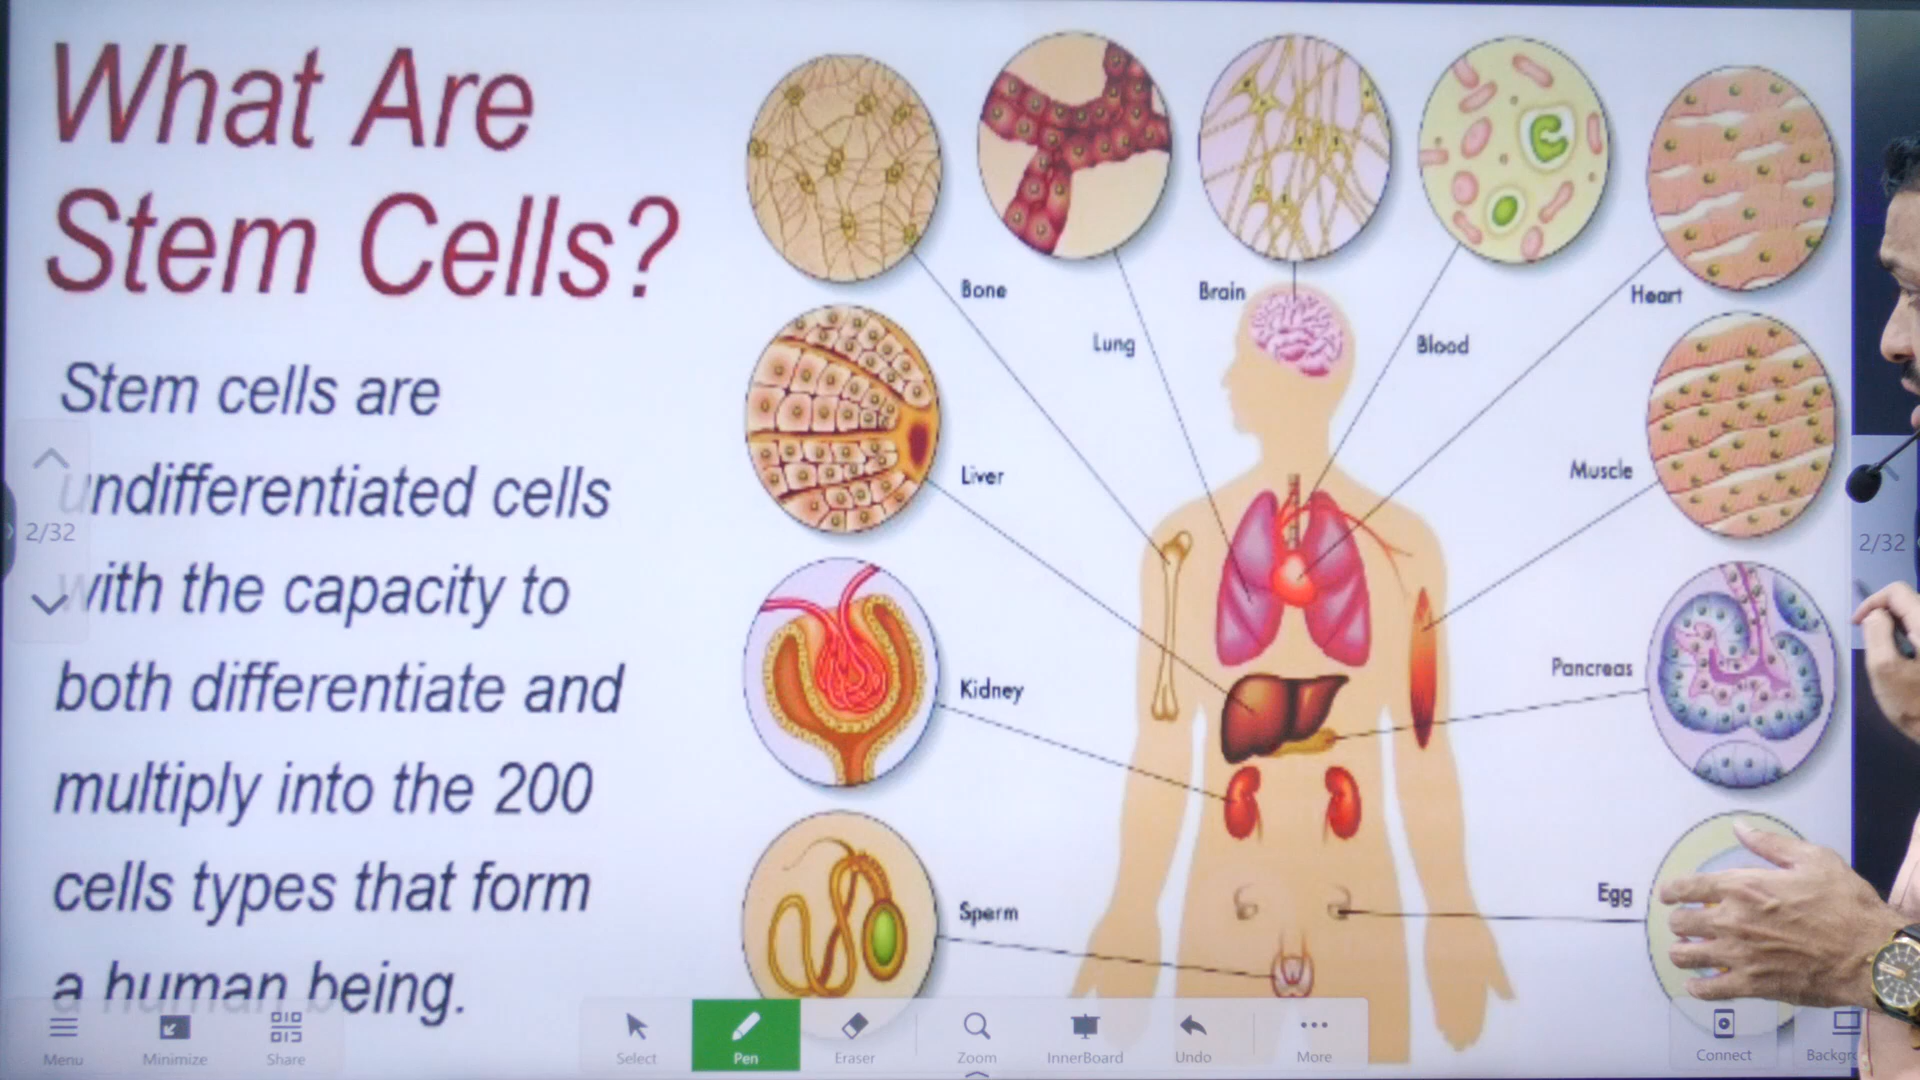 What Are
Stem Cells?
Stem cells are
undifferentiated cells
with the capacity to
both differentiate and
multiply into the 200
cells types that form
a human being.
Bone
Lung
Brain
Blood
Heart
Liver
Muscle
Kidney
Pancreas
Sperm
Egg
2/32
2/32
Menu
Minimize
Share
Select
Pen
Eraser
Zoom
InnerBoard
Undo
More
Connect
Backgr